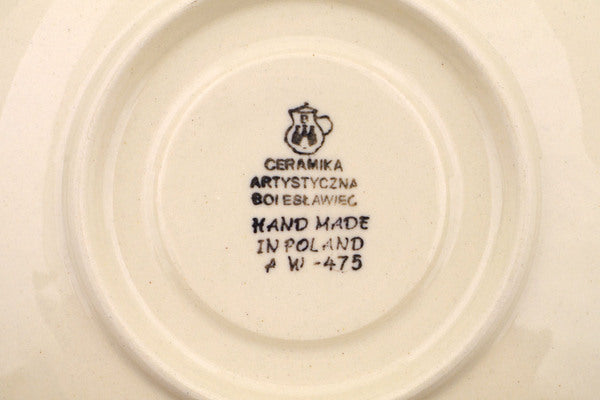 CERAMIKA
ARTYSTYCZNA
BOLESŁAWIEC
HAND MADE
IN POLAND
A W -475